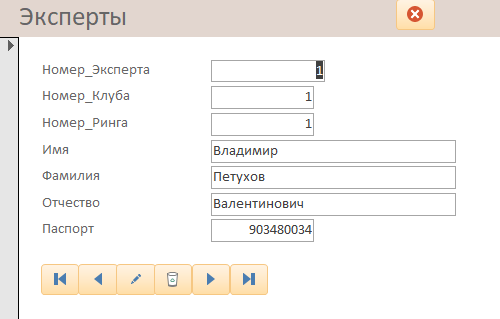 Эксперты
Номер_Эксперта 1
Номер_Клуба 1
Номер_Ринга 1
Имя Владимир
Фамилия Петухов
Отчество Валентинович
Паспорт 903480034